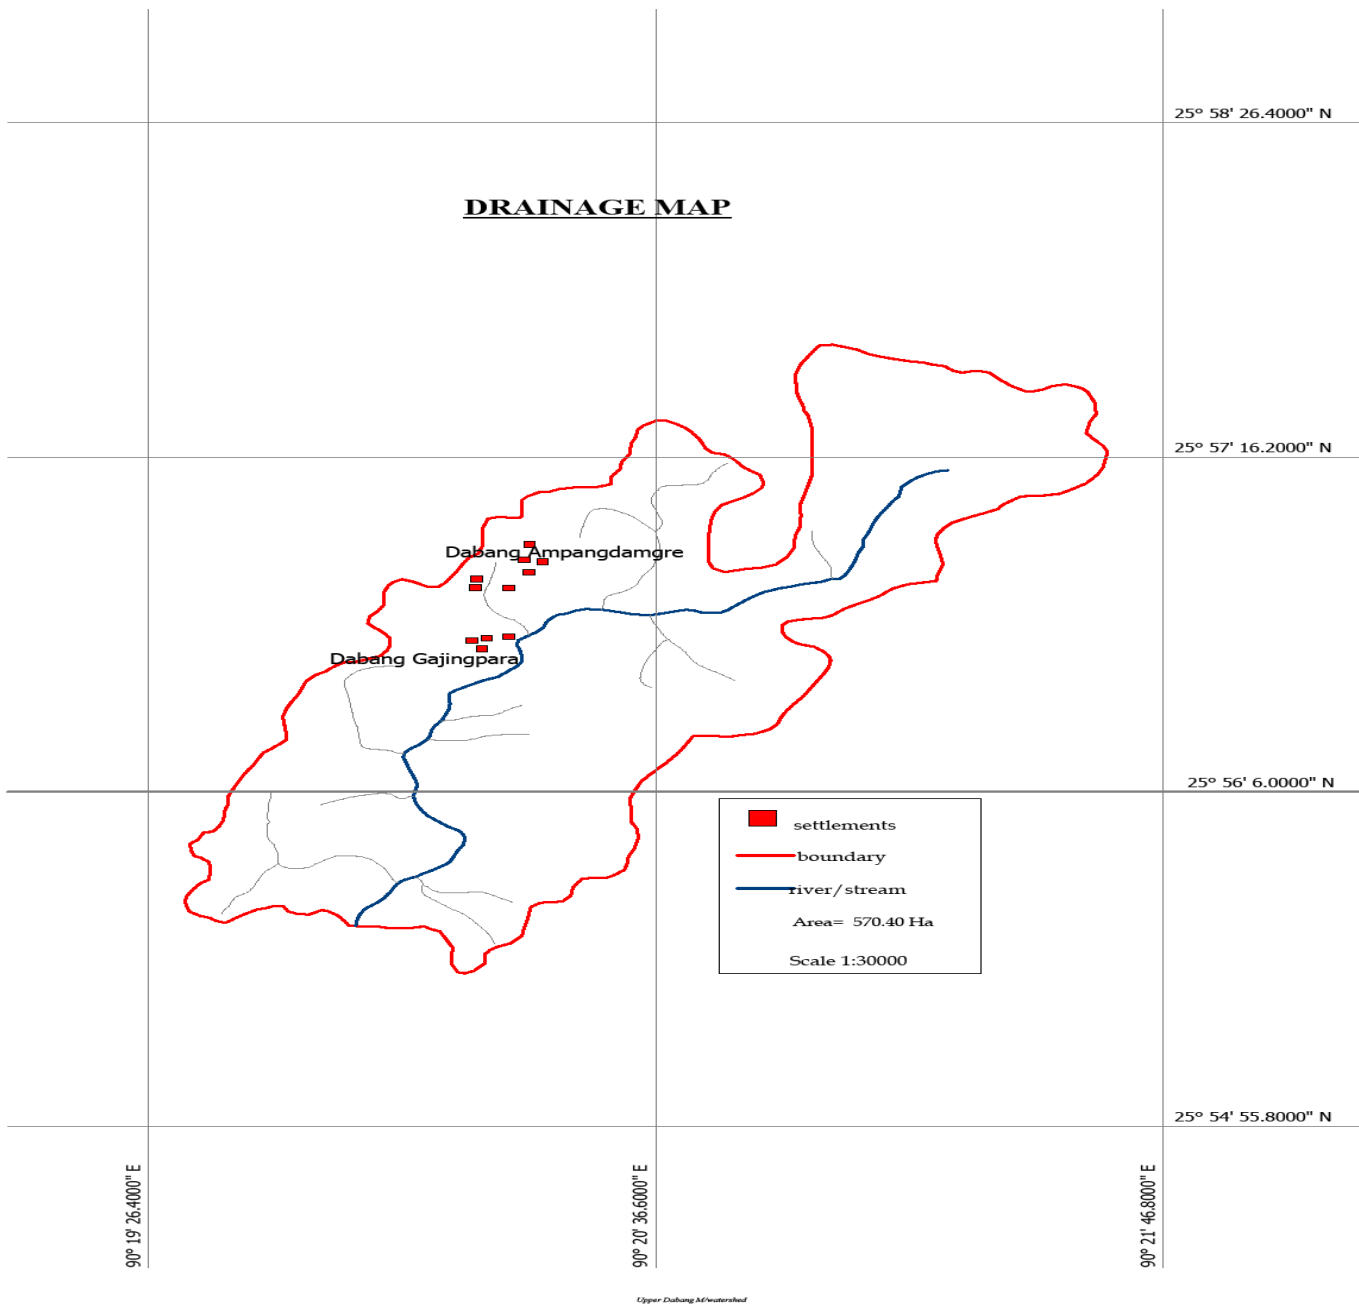 25° 58' 26.4000" N
DRAINAGE MAP
25° 57' 16.2000" N
Dabang Ampangdamgre
Dabang Gajingpara
25° 56' 6.0000" N
settlements
boundary
river/stream
Area= 570.40 Ha
Scale 1:30000
25° 54' 55.8000" N
90° 19' 26.4000" E
90° 20' 36.6000" E
90° 21' 46.8000" E
Upper Dabang M/watershed